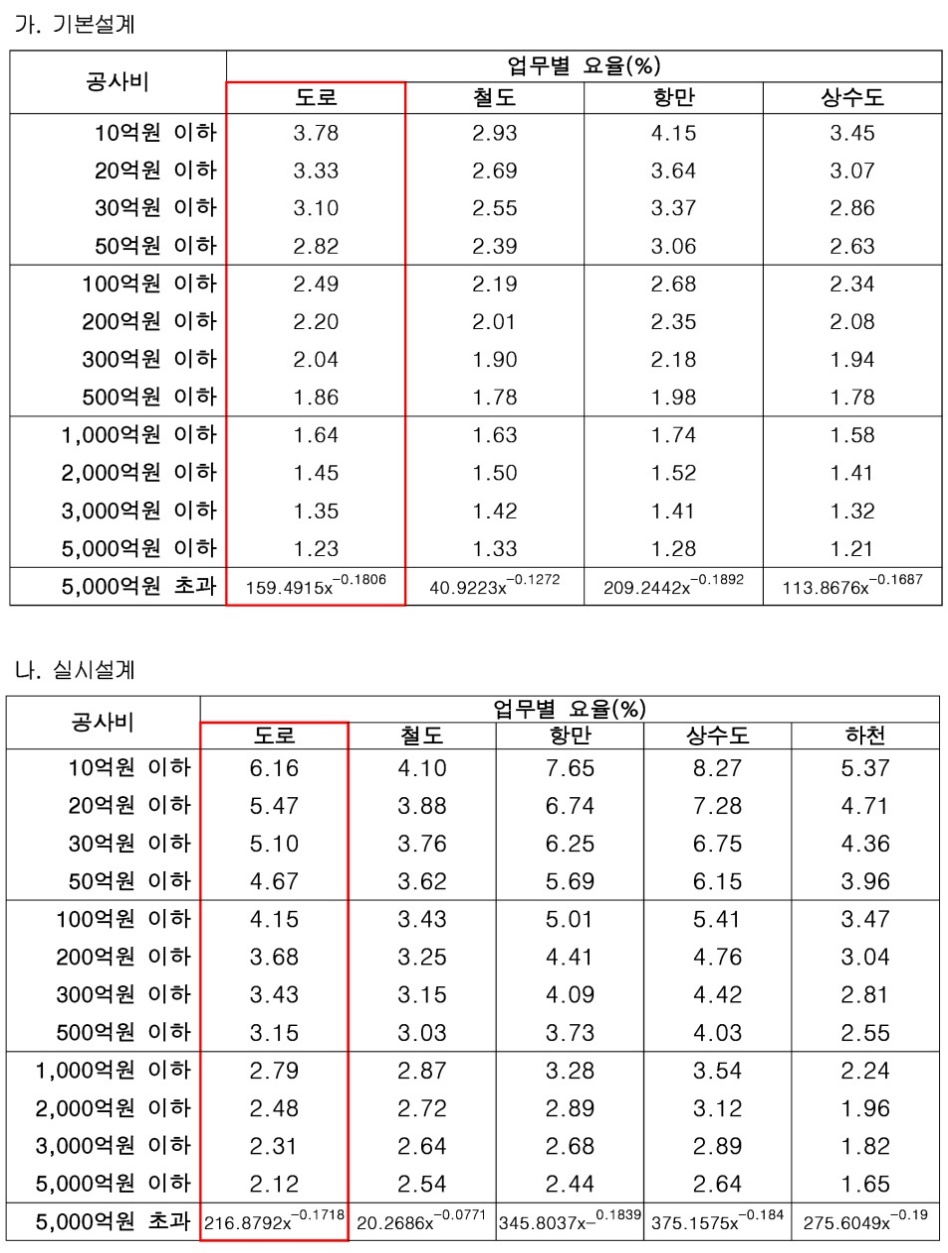 가. 기본설계
공사비 업무별 요율(%)
도로 철도 항만 상수도
10억원 이하 3.78 2.93 4.15 3.45
20억원 이하 3.33 2.69 3.64 3.07
30억원 이하 3.10 2.55 3.37 2.86
50억원 이하 2.82 2.39 3.06 2.63
100억원 이하 2.49 2.19 2.68 2.34
200억원 이하 2.20 2.01 2.35 2.08
300억원 이하 2.04 1.90 2.18 1.94
500억원 이하 1.86 1.78 1.98 1.78
1,000억원 이하 1.64 1.63 1.74 1.58
2,000억원 이하 1.45 1.50 1.52 1.41
3,000억원 이하 1.35 1.42 1.41 1.32
5,000억원 이하 1.23 1.33 1.28 1.21
5,000억원 초과 159.4915x−0.1806 40.9223x−0.1272 209.2442x−0.1892 113.8676x−0.1687
나. 실시설계
공사비 업무별 요율(%)
도로 철도 항만 상수도 하천
10억원 이하 6.16 4.10 7.65 8.27 5.37
20억원 이하 5.47 3.88 6.74 7.28 4.71
30억원 이하 5.10 3.76 6.25 6.75 4.36
50억원 이하 4.67 3.62 5.69 6.15 3.96
100억원 이하 4.15 3.43 5.01 5.41 3.47
200억원 이하 3.68 3.25 4.41 4.76 3.04
300억원 이하 3.43 3.15 4.09 4.42 2.81
500억원 이하 3.15 3.03 3.73 4.03 2.55
1,000억원 이하 2.79 2.87 3.28 3.54 2.24
2,000억원 이하 2.48 2.72 2.89 3.12 1.96
3,000억원 이하 2.31 2.64 2.68 2.89 1.82
5,000억원 이하 2.12 2.54 2.44 2.64 1.65
5,000억원 초과 216.8792x−0.1718 20.2686x−0.0771 345.8037x−0.1839 375.1575x−0.184 275.6049x−0.19